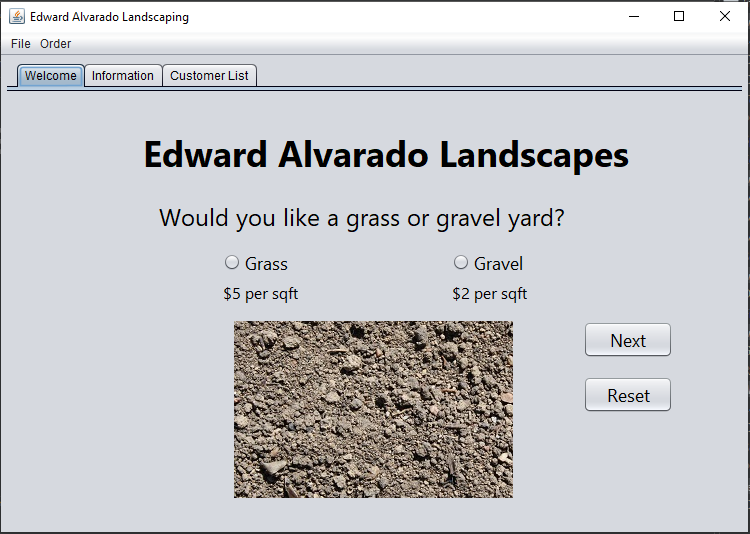 Edward Alvarado Landscaping
File Order
Welcome Information Customer List
Edward Alvarado Landscapes
Would you like a grass or gravel yard?
Grass Gravel
$5 per sqft $2 per sqft
Next
Reset